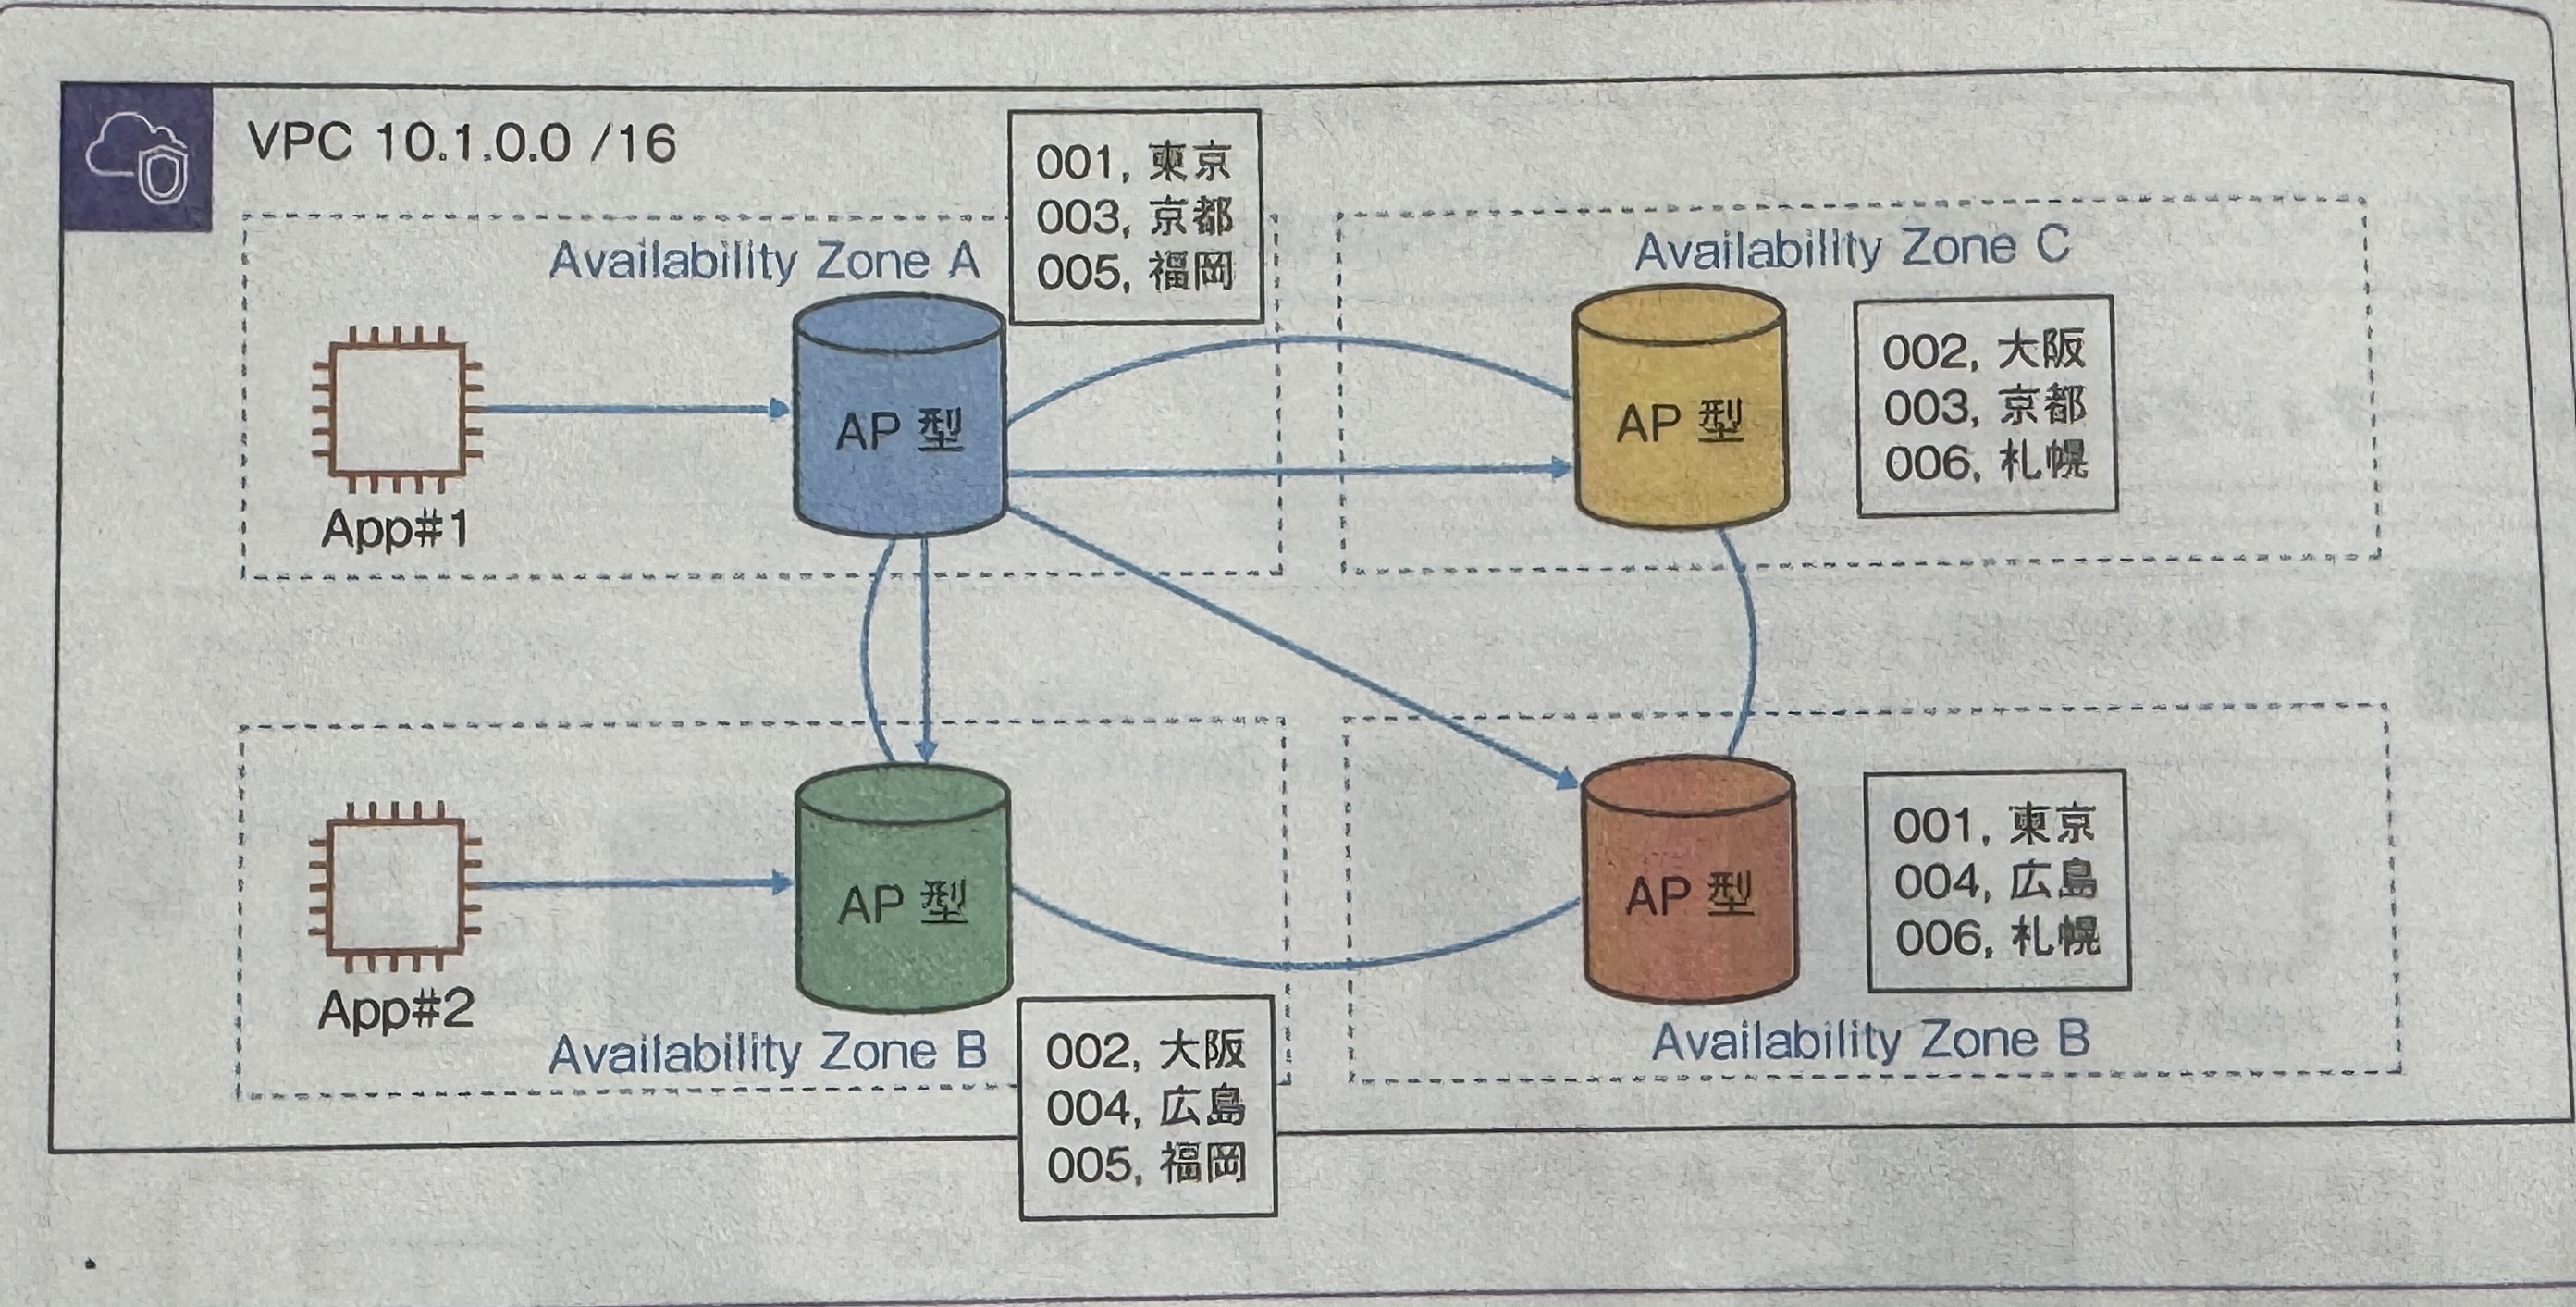 VPC 10.1.0.0 /16
001, 東京
003, 京都
005, 福岡
Availability Zone A
AP 型
App#1
Availability Zone C
AP 型
002, 大阪
003, 京都
006, 札幌
App#2
AP 型
Availability Zone B
002, 大阪
004, 広島
005, 福岡
AP 型
001, 東京
004, 広島
006, 札幌
Availability Zone B